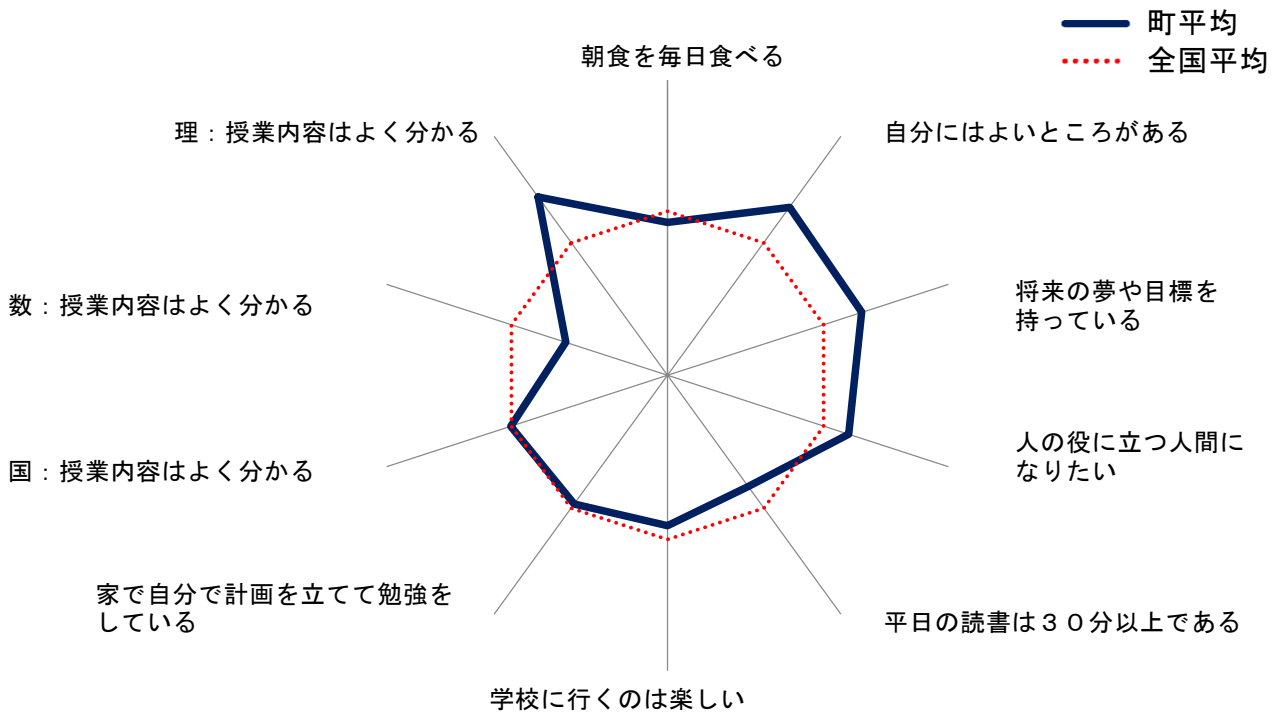 町平均
全国平均
朝食を毎日食べる
自分にはよいところがある
将来の夢や目標を
持っている
人の役に立つ人間に
なりたい
平日の読書は３０分以上である
学校に行くのは楽しい
家で自分で計画を立てて勉強を
している
国：授業内容はよく分かる
数：授業内容はよく分かる
理：授業内容はよく分かる